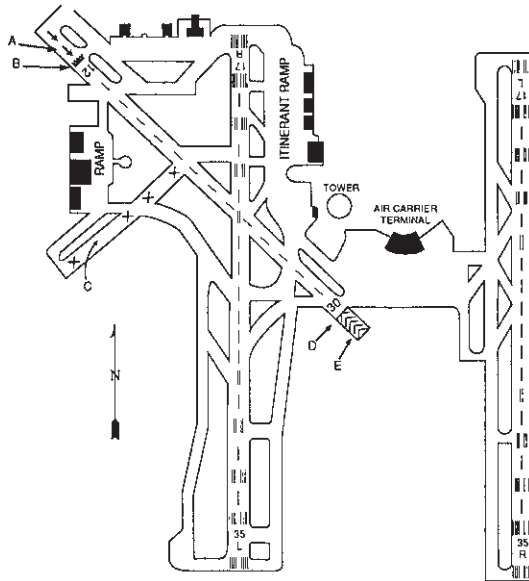 A
B
12
R
17
L
17
ITINERANT RAMP
RAMP
TOWER
AIR CARRIER
TERMINAL
C
30
D
E
N
35
L
35
R